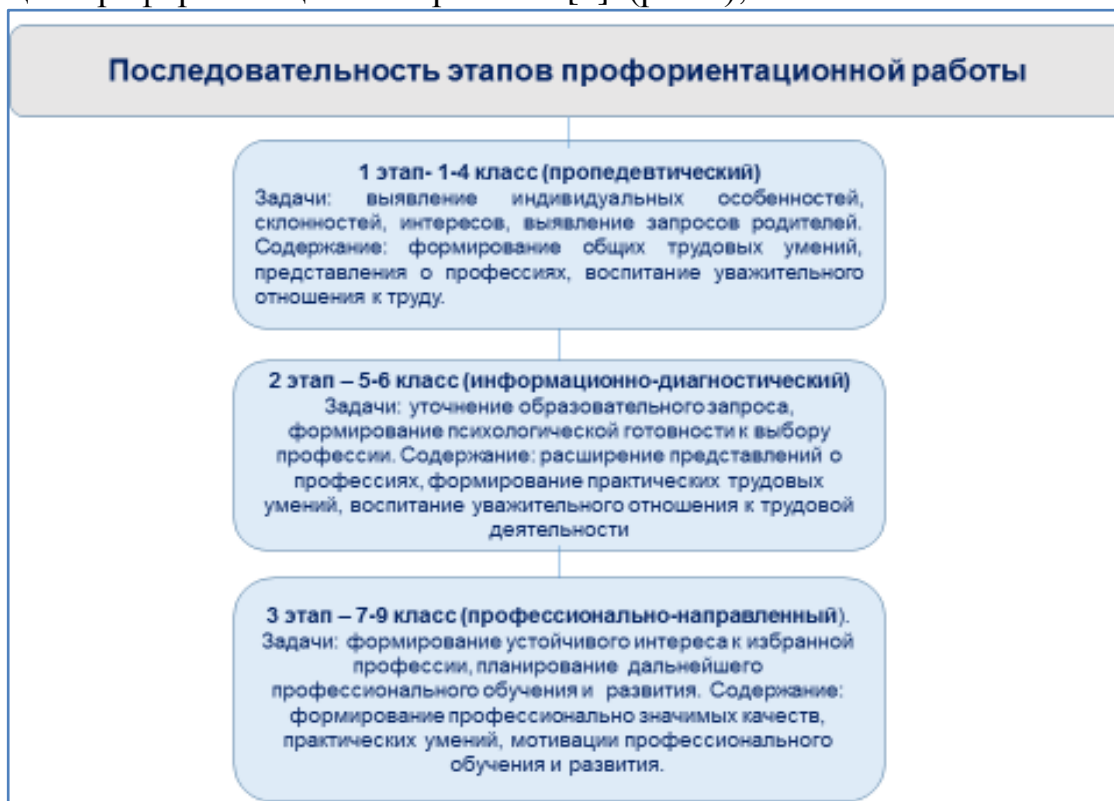 Последовательность этапов профориентационной работы
1 этап- 1-4 класс (пропедевтический)
Задачи: выявление индивидуальных особенностей,
склонностей, интересов, выявление запросов родителей.
Содержание: формирование общих трудовых умений,
представления о профессиях, воспитание уважительного
отношения к труду.
2 этап – 5-6 класс (информационно-диагностический)
Задачи: уточнение образовательного запроса,
формирование психологической готовности к выбору
профессии. Содержание: расширение представлений о
профессиях, формирование практических трудовых
умений, воспитание уважительного отношения к трудовой
деятельности
3 этап – 7-9 класс (профессионально-направленный).
Задачи: формирование устойчивого интереса к избранной
профессии, планирование дальнейшего
профессионального обучения и развития. Содержание:
формирование профессионально значимых качеств,
практических умений, мотивации профессионального
обучения и развития.